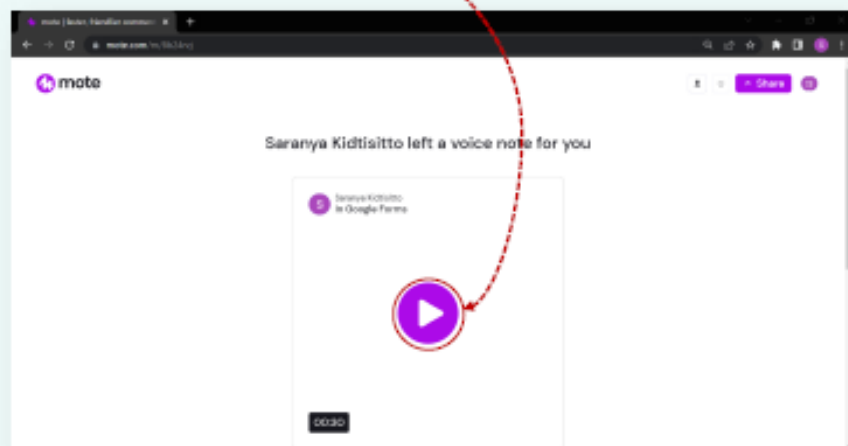 mote
Share
Saranya Kidtisitto left a voice note for you
S
Saranya Kidtisitto
In Google Forms
00:30